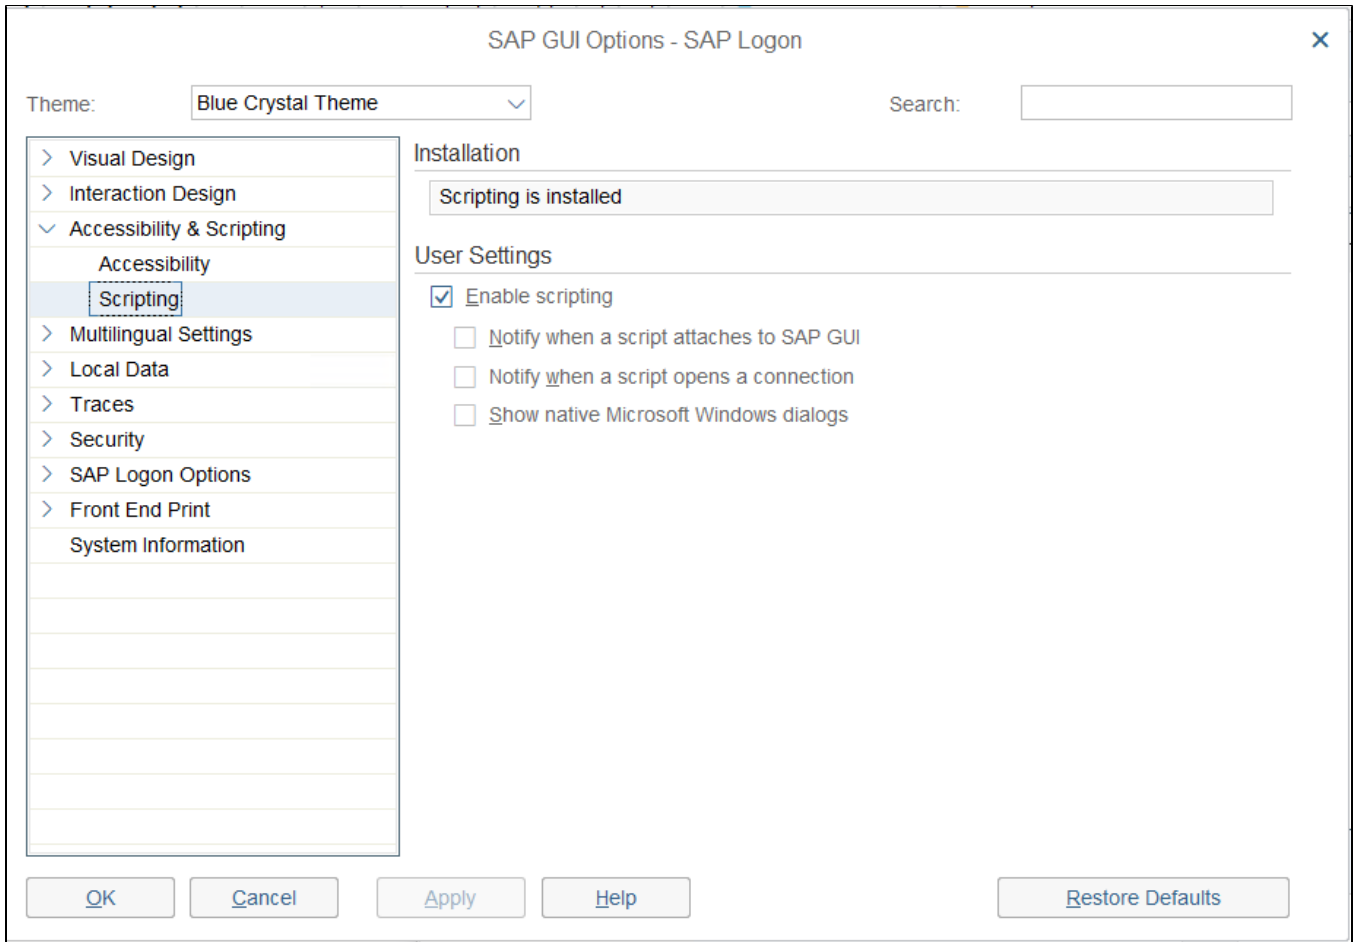 SAP GUI Options - SAP Logon
Theme:
Blue Crystal Theme
Search:
Visual Design
Interaction Design
Accessibility & Scripting
Accessibility
Scripting
Multilingual Settings
Local Data
Traces
Security
SAP Logon Options
Front End Print
System Information
Installation
Scripting is installed
User Settings
Enable scripting
Notify when a script attaches to SAP GUI
Notify when a script opens a connection
Show native Microsoft Windows dialogs
OK
Cancel
Apply
Help
Restore Defaults